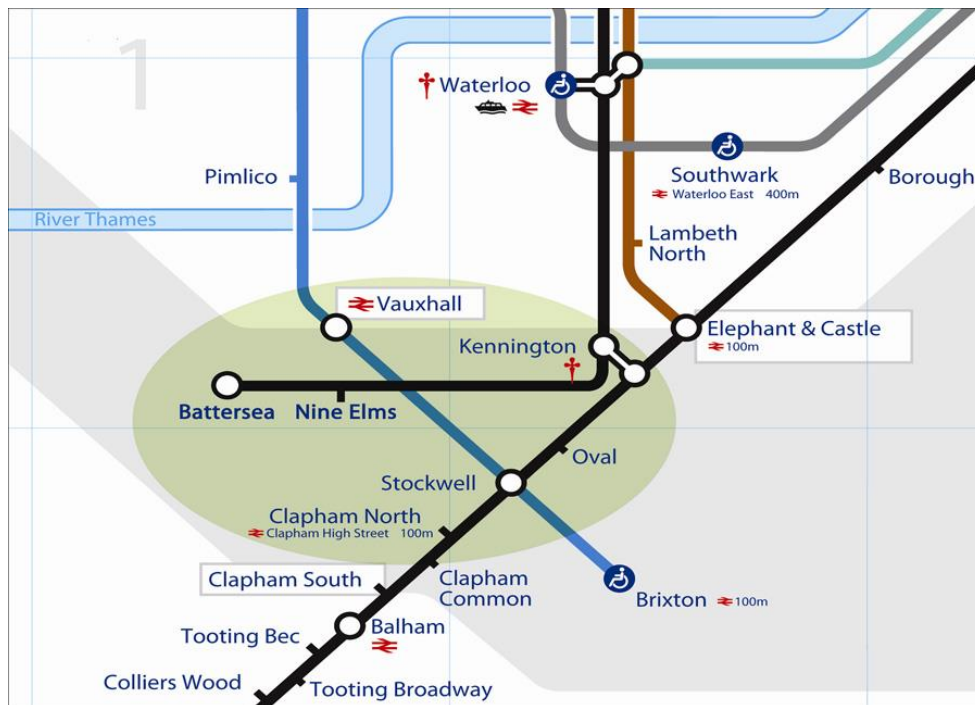 1
Waterloo
Pimlico
Southwark
Waterloo East 400m
Borough
River Thames
Lambeth
North
Vauxhall
Elephant & Castle
100m
Kennington
Battersea
Nine Elms
Oval
Stockwell
Clapham North
Clapham High Street 100m
Clapham South
Clapham
Common
Brixton
100m
Balham
Tooting Bec
Colliers Wood
Tooting Broadway